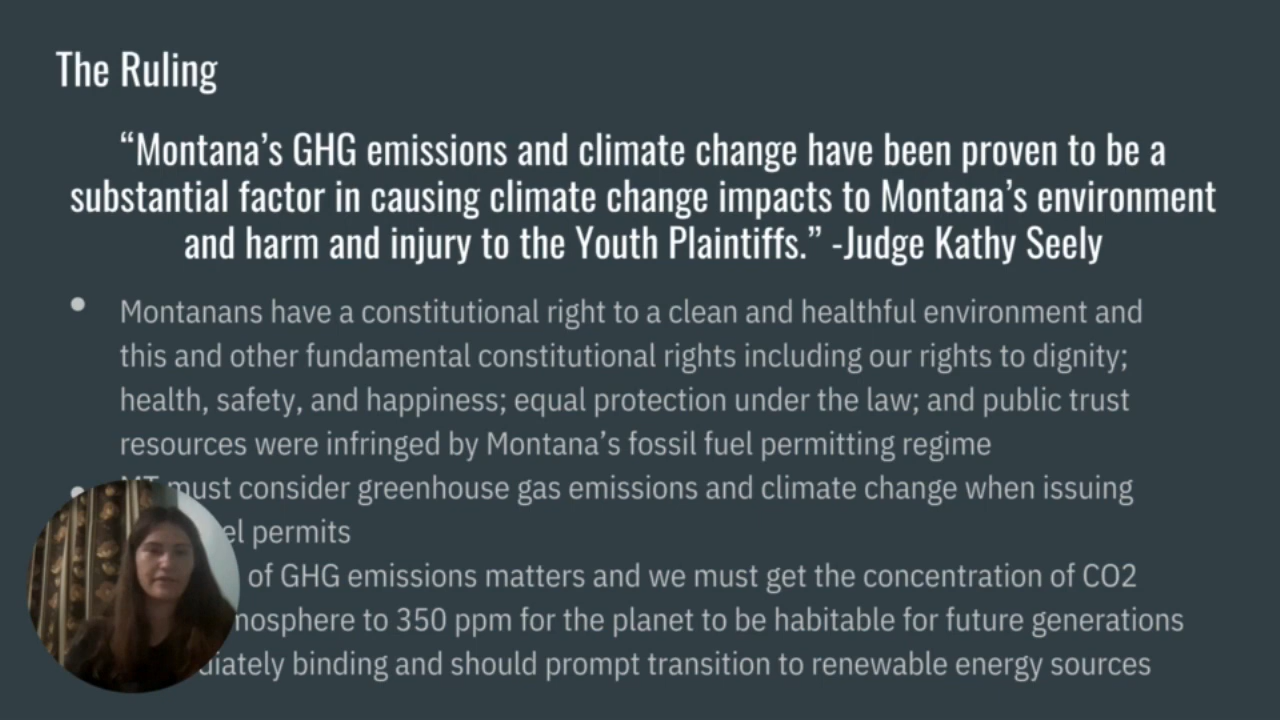 The Ruling
“Montana’s GHG emissions and climate change have been proven to be a
substantial factor in causing climate change impacts to Montana’s environment
and harm and injury to the Youth Plaintiffs.” -Judge Kathy Seely
• Montanans have a constitutional right to a clean and healthful environment and
this and other fundamental constitutional rights including our rights to dignity;
health, safety, and happiness; equal protection under the law; and public trust
resources were infringed by Montana’s fossil fuel permitting regime
• MT must consider greenhouse gas emissions and climate change when issuing
permits
of GHG emissions matters and we must get the concentration of CO2
to 350 ppm for the planet to be habitable for future generations
binding and should prompt transition to renewable energy sources